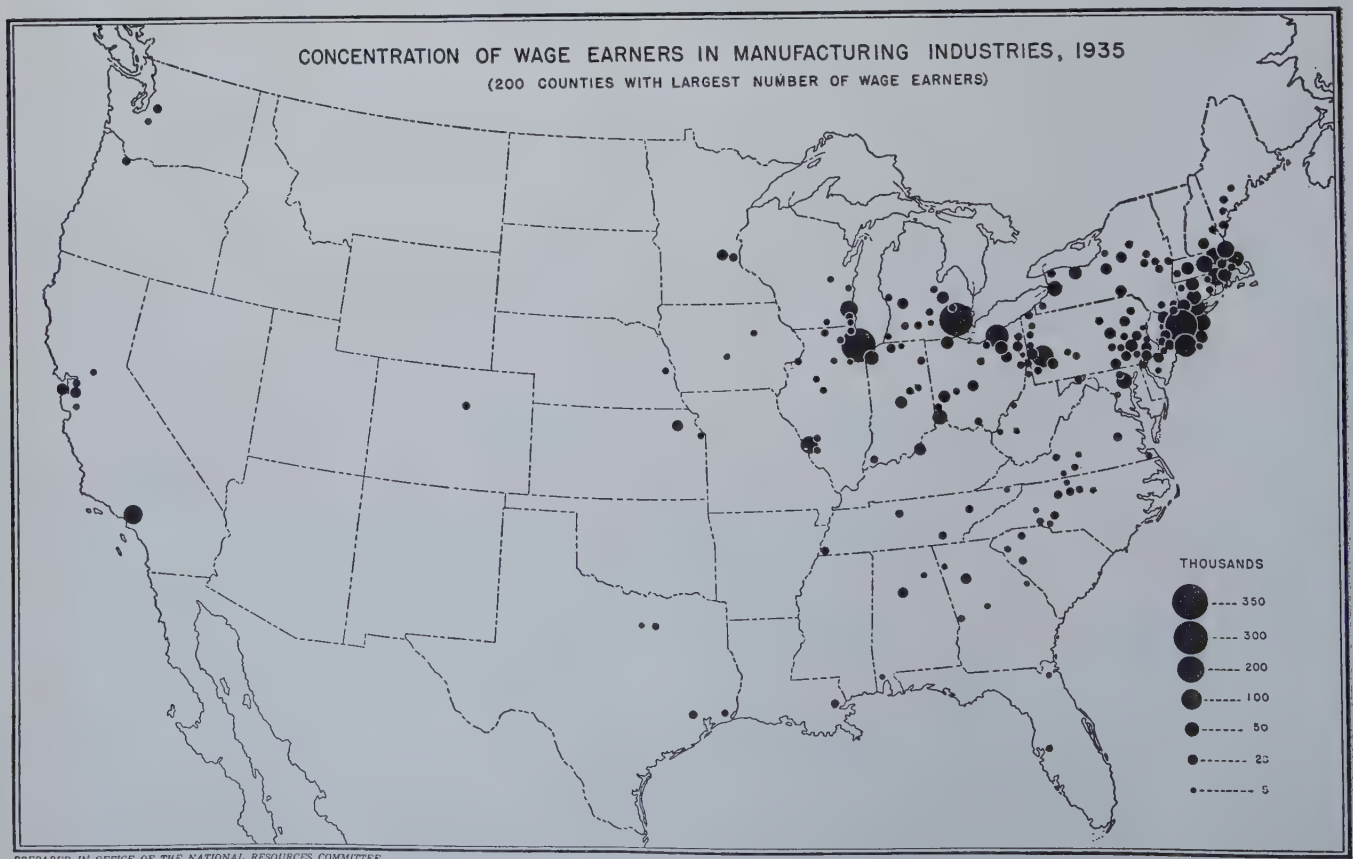 CONCENTRATION OF WAGE EARNERS IN MANUFACTURING INDUSTRIES, 1935
(200 COUNTIES WITH LARGEST NUMBER OF WAGE EARNERS)
THOUSANDS
350
300
200
100
50
25
5
PREPARED IN OFFICE OF THE NATIONAL RESOURCES COMMITTEE